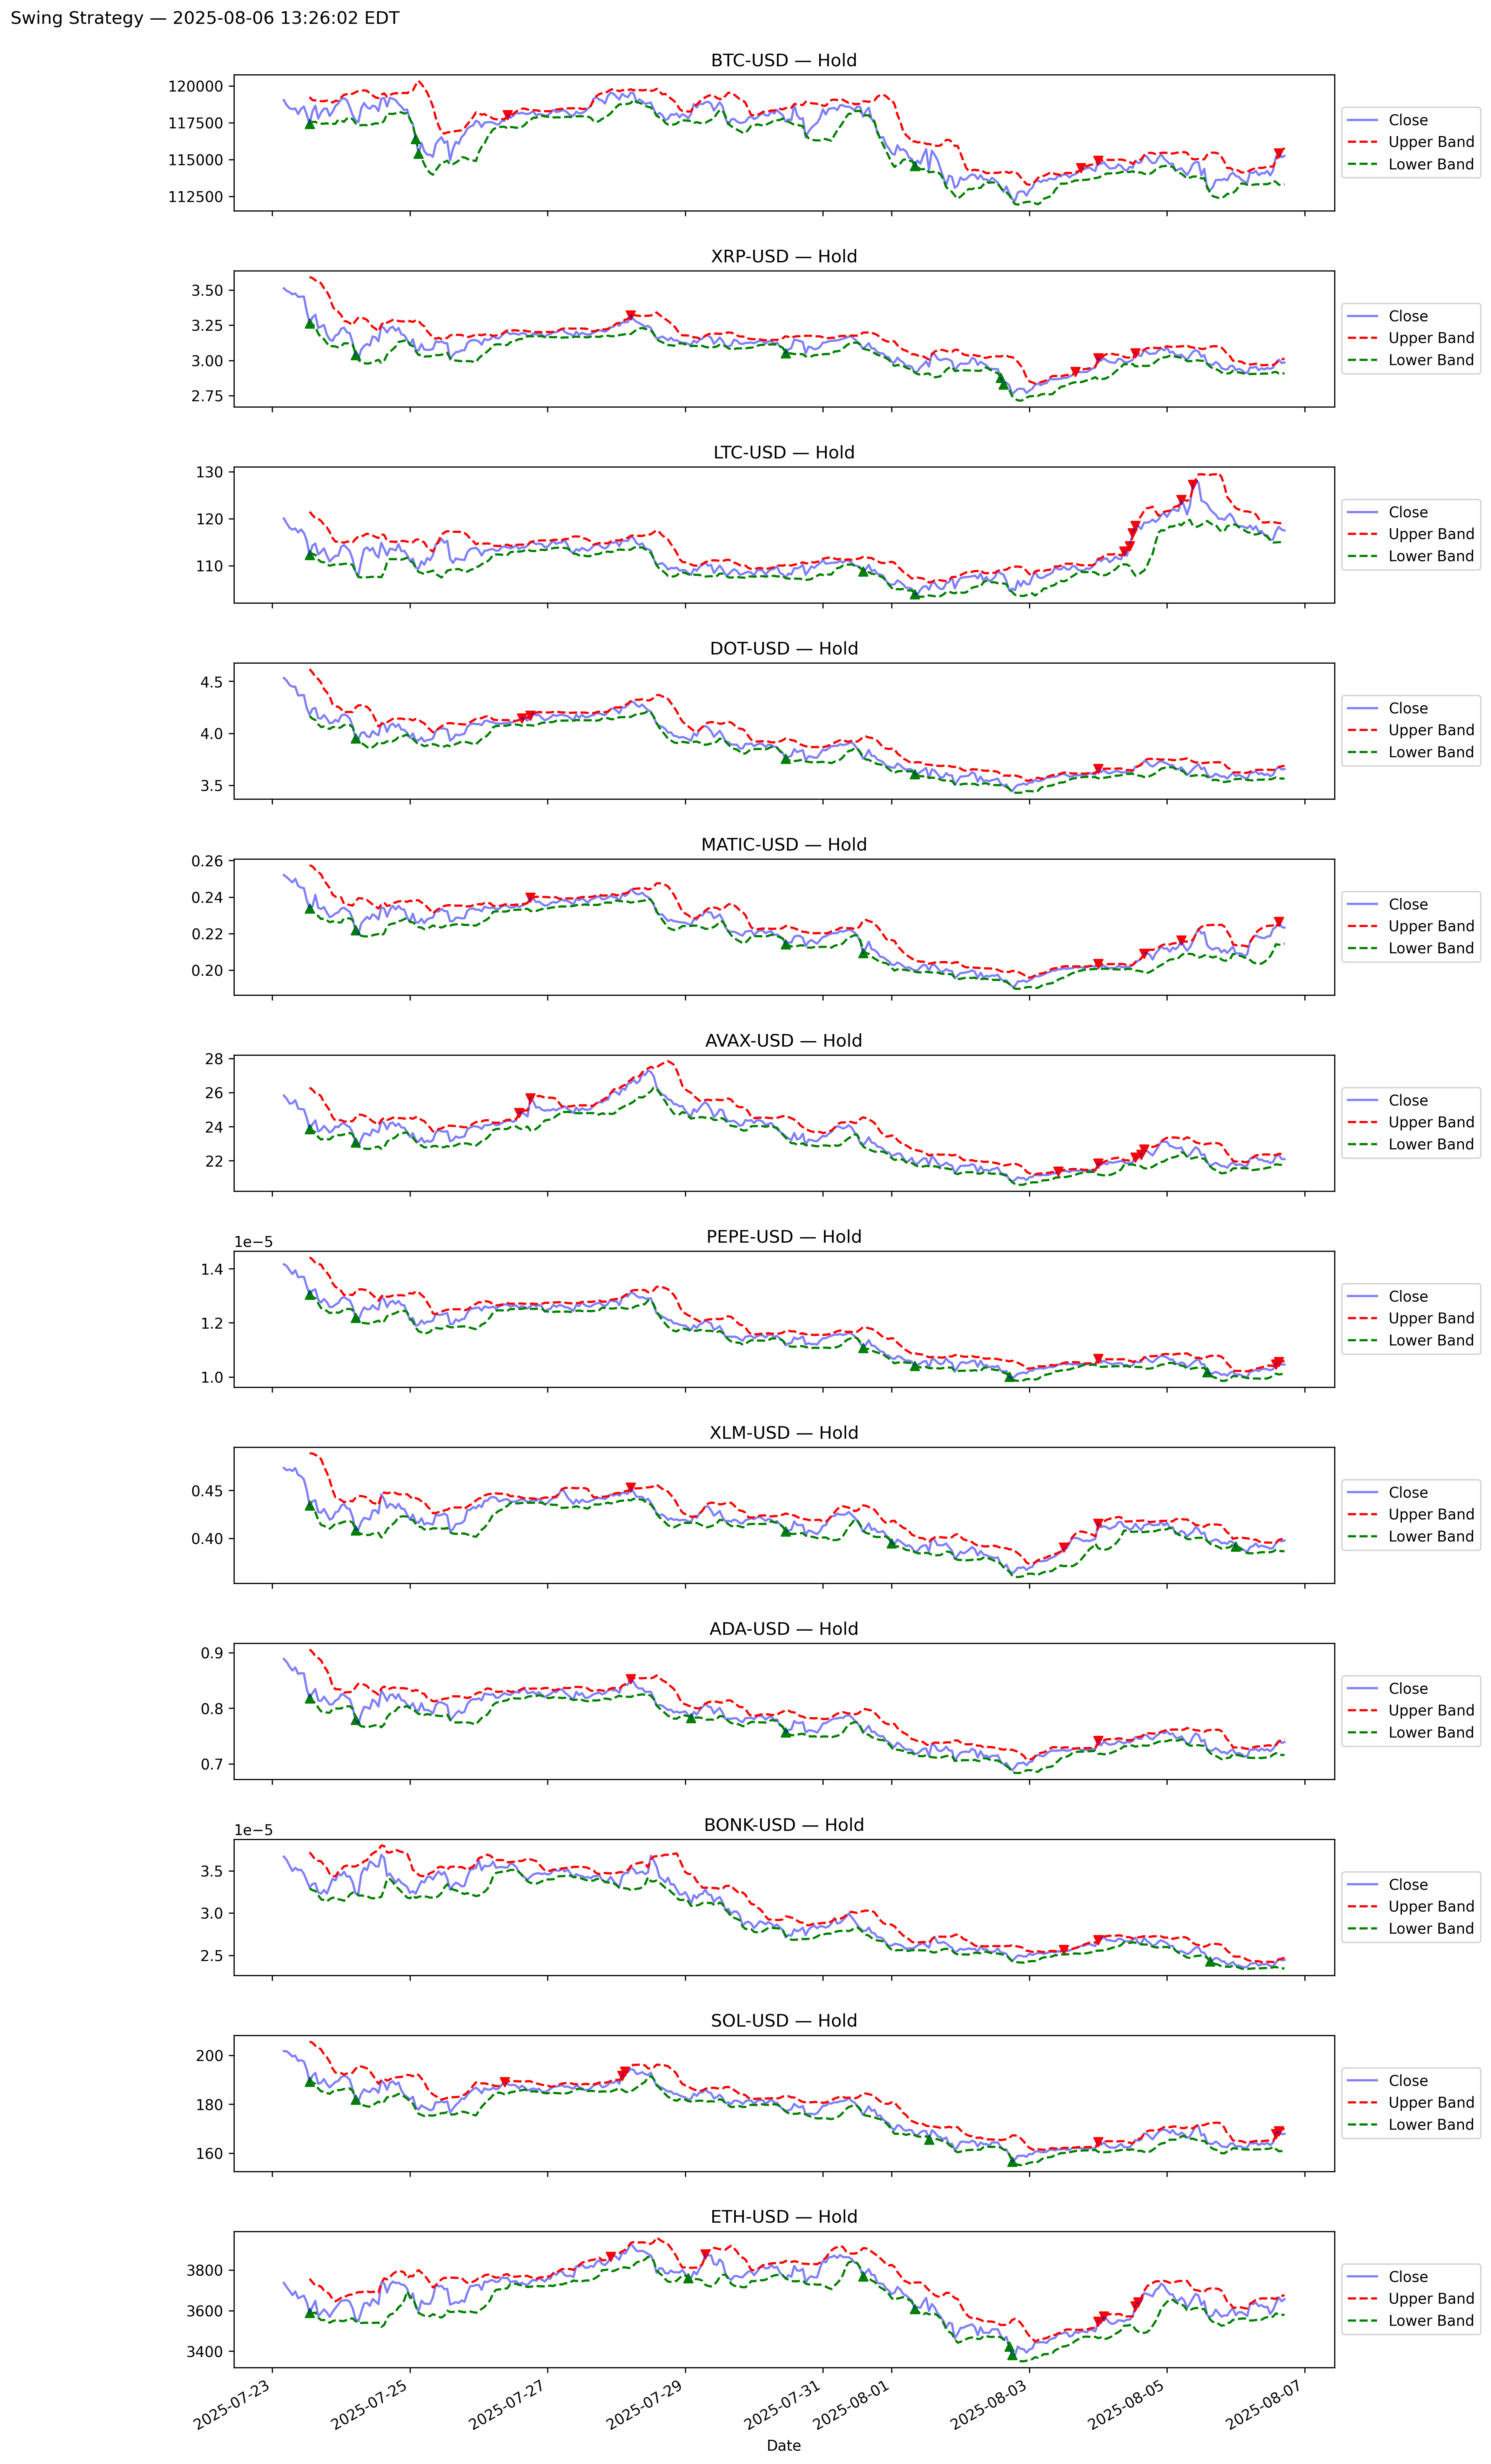 Swing Strategy — 2025-08-06 13:26:02 EDT
BTC-USD — Hold
120000
117500
115000
112500
Close
Upper Band
Lower Band
XRP-USD — Hold
3.50
3.25
3.00
2.75
Close
Upper Band
Lower Band
LTC-USD — Hold
130
120
110
Close
Upper Band
Lower Band
DOT-USD — Hold
4.5
4.0
3.5
Close
Upper Band
Lower Band
MATIC-USD — Hold
0.26
0.24
0.22
0.20
Close
Upper Band
Lower Band
AVAX-USD — Hold
28
26
24
22
Close
Upper Band
Lower Band
PEPE-USD — Hold
1e−5
1.4
1.2
1.0
Close
Upper Band
Lower Band
XLM-USD — Hold
0.45
0.40
Close
Upper Band
Lower Band
ADA-USD — Hold
0.9
0.8
0.7
Close
Upper Band
Lower Band
BONK-USD — Hold
1e−5
3.5
3.0
2.5
Close
Upper Band
Lower Band
SOL-USD — Hold
200
180
160
Close
Upper Band
Lower Band
ETH-USD — Hold
3800
3600
3400
Close
Upper Band
Lower Band
2025-07-23
2025-07-25
2025-07-27
2025-07-29
2025-07-31
2025-08-01
2025-08-03
2025-08-05
2025-08-07
Date